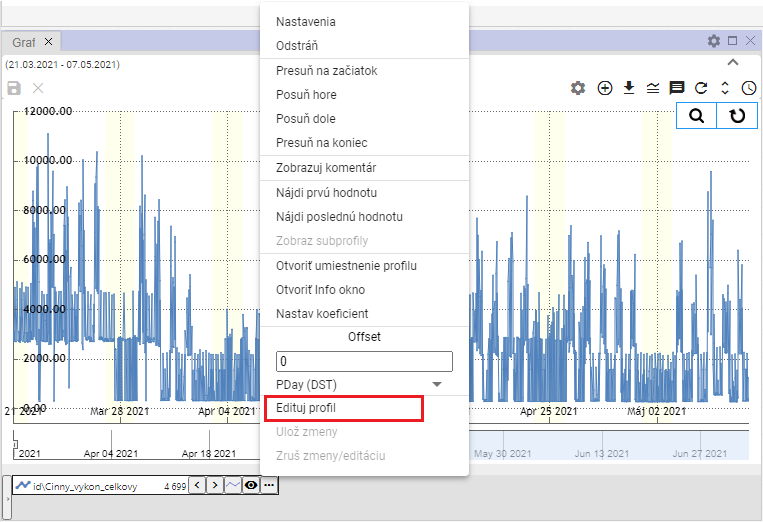 Graf
(21.03.2021 - 07.05.2021)
Nastavenia
Odstráň
Presuň na začiatok
Posuň hore
Posuň dole
Presuň na koniec
Zobrazuj komentár
Nájdi prvú hodnotu
Nájdi poslednú hodnotu
Zobraz subprofily
Otvoriť umiestnenie profilu
Otvoriť Info okno
Nastav koeficient
Offset
0
PDay (DST)
Edituj profil
Ulož zmeny
Zruš zmeny/editáciu
12000.00
10000.00
8000.00
6000.00
4000.00
2000.00
0.00
21 2021 Mar 28 2021 Apr 04 2021 Apr 25 2021 Máj 02 2021
2021 Apr 04 2021 Apr 18 2021 May 30 2021 Jun 13 2021 Jun 27 2021
id\Cinny_vykon_celkovy 4 699